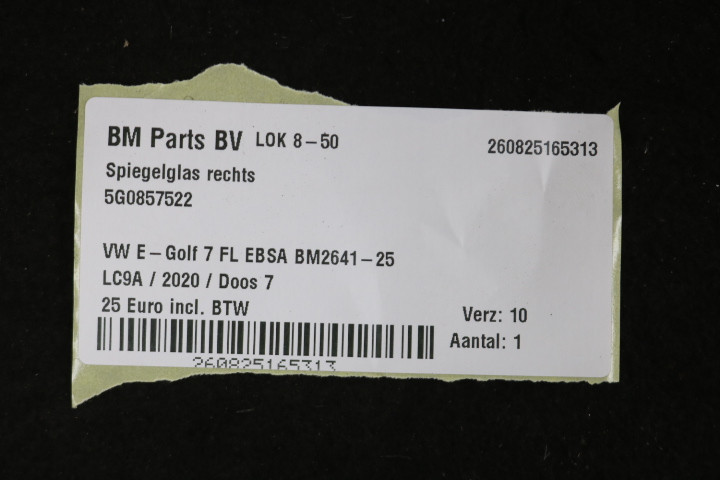 BM Parts BV LOK 8-50 260825165313
Spiegelglas rechts
5G0857522
VW E-Golf 7 FL EBSA BM2641-25
LC9A / 2020 / Doos 7
25 Euro incl. BTW Verz: 10
Aantal: 1
260825165313